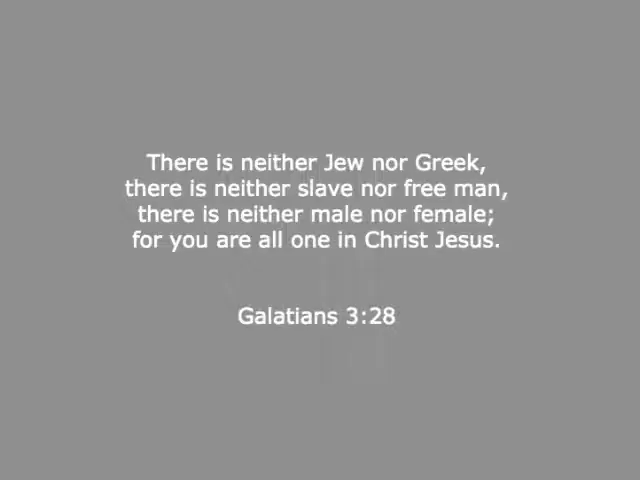 There is neither Jew nor Greek,
there is neither slave nor free man,
there is neither male nor female;
for you are all one in Christ Jesus.
Galatians 3:28